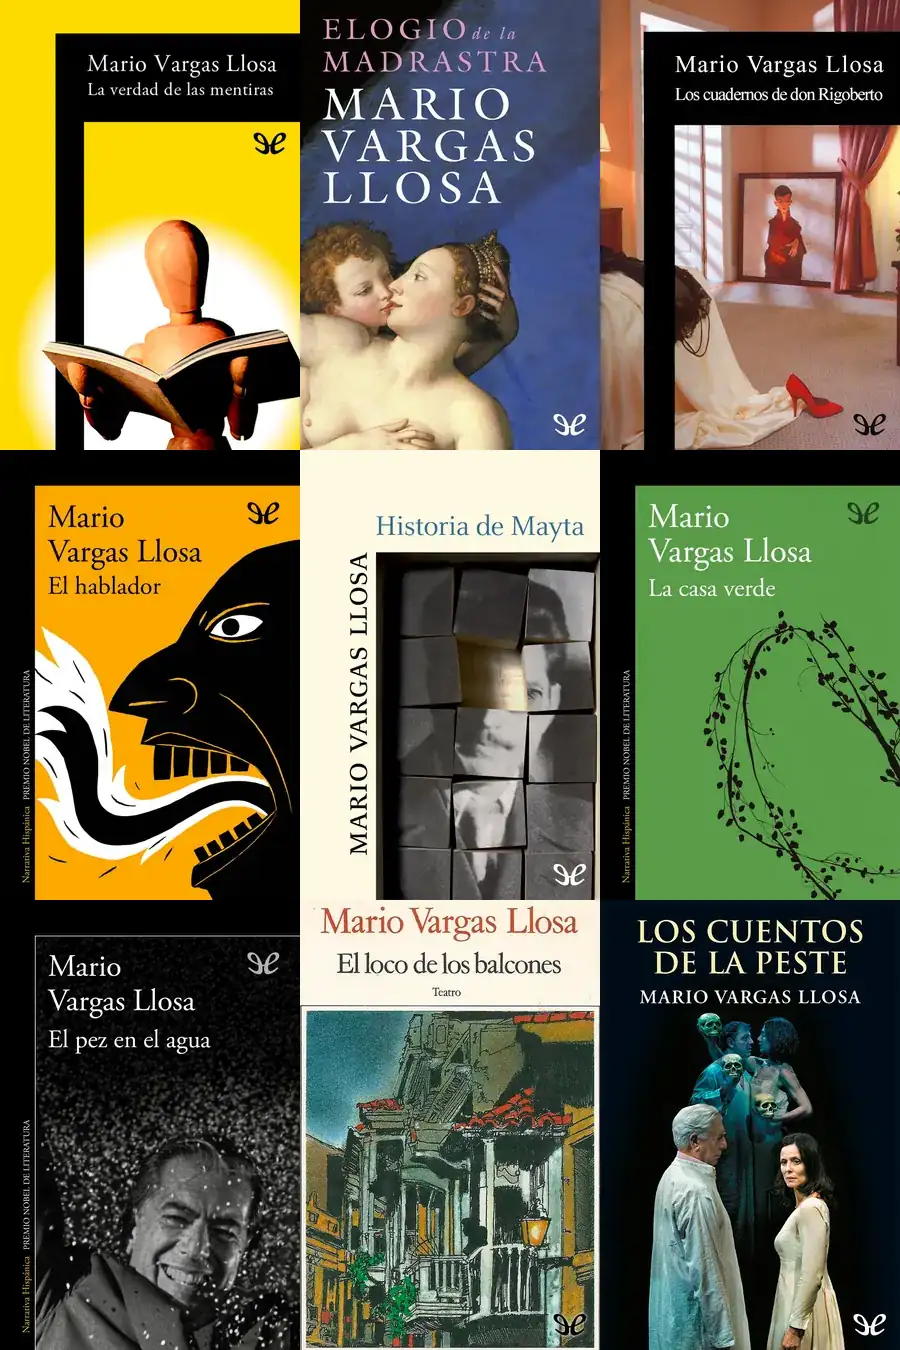 Mario Vargas Llosa
La verdad de las mentiras
ELOGIO de la
MADRASTRA
MARIO
VARGAS
LLOSA
Mario Vargas Llosa
Los cuadernos de don Rigoberto
Mario
Vargas Llosa
El hablador
Narrativa Hispánica PREMIO NOBEL DE LITERATURA
Historia de Mayta
MARIO VARGAS LLOSA
Mario
Vargas Llosa
La casa verde
Narrativa Hispánica PREMIO NOBEL DE LITERATURA
Mario
Vargas Llosa
El pez en el agua
Narrativa Hispánica PREMIO NOBEL DE LITERATURA
Mario Vargas Llosa
El loco de los balcones
Teatro
LOS CUENTOS
DE LA PESTE
MARIO VARGAS LLOSA